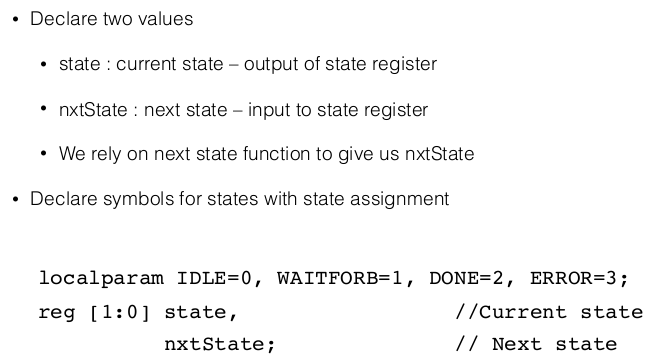 • Declare two values
• state : current state – output of state register
• nxtState : next state – input to state register
• We rely on next state function to give us nxtState
• Declare symbols for states with state assignment
localparam IDLE=0, WAITFORB=1, DONE=2, ERROR=3;
reg [1:0] state, //Current state
nxtState; // Next state